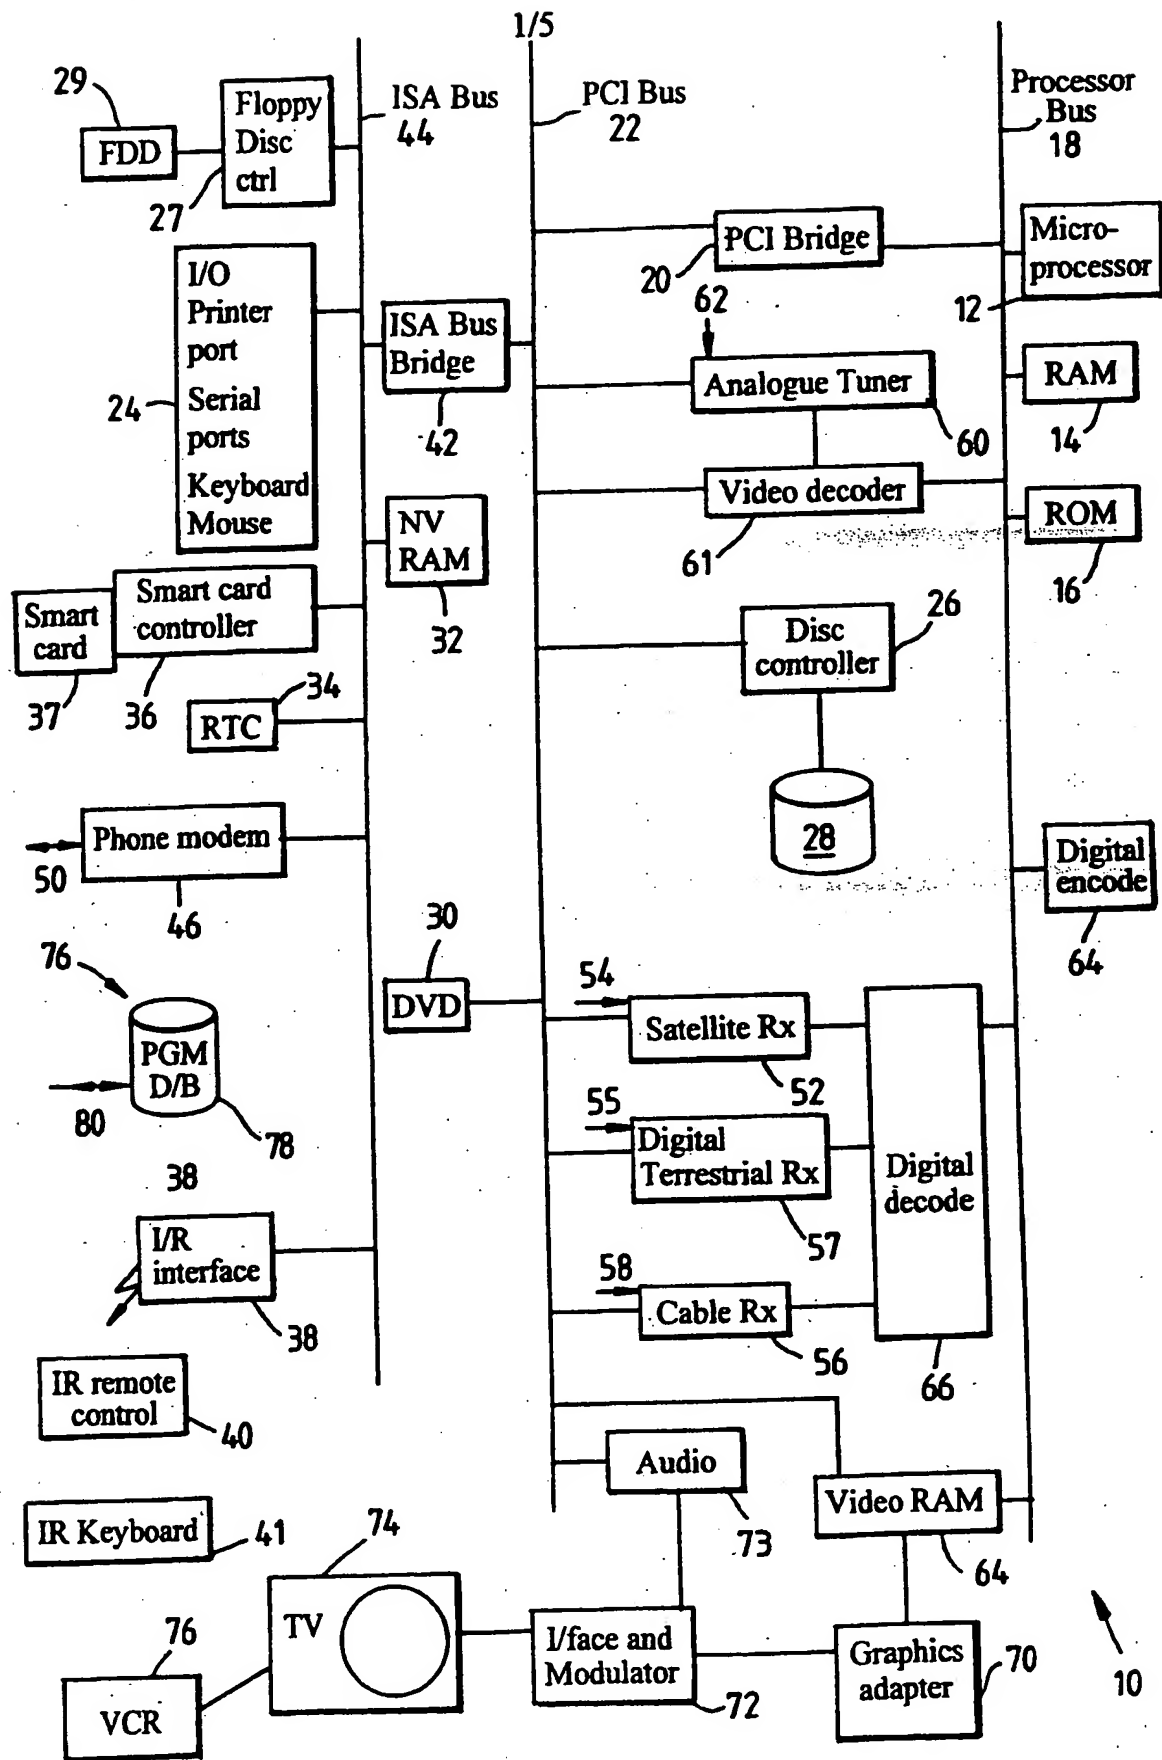 1/5
29
FDD
Floppy
Disc
ctrl
27
ISA Bus
44
PCI Bus
22
Processor
Bus
18
I/O
Printer
port
Serial
ports
Keyboard
Mouse
24
ISA Bus
Bridge
42
PCI Bridge
20
Micro-
processor
12
62
Analogue Tuner
60
RAM
14
Video decoder
61
ROM
16
NV
RAM
32
Smart
card
37
Smart card
controller
36
RTC
34
Disc
controller
26
28
Phone modem
50
46
Digital
encode
64
76
PGM
D/B
80
78
30
DVD
54
Satellite Rx
52
55
Digital
Terrestrial Rx
57
58
Cable Rx
56
Digital
decode
66
38
I/R
interface
38
IR remote
control
40
IR Keyboard
41
Audio
73
Video RAM
64
74
TV
76
VCR
I/face and
Modulator
72
Graphics
adapter
70
10